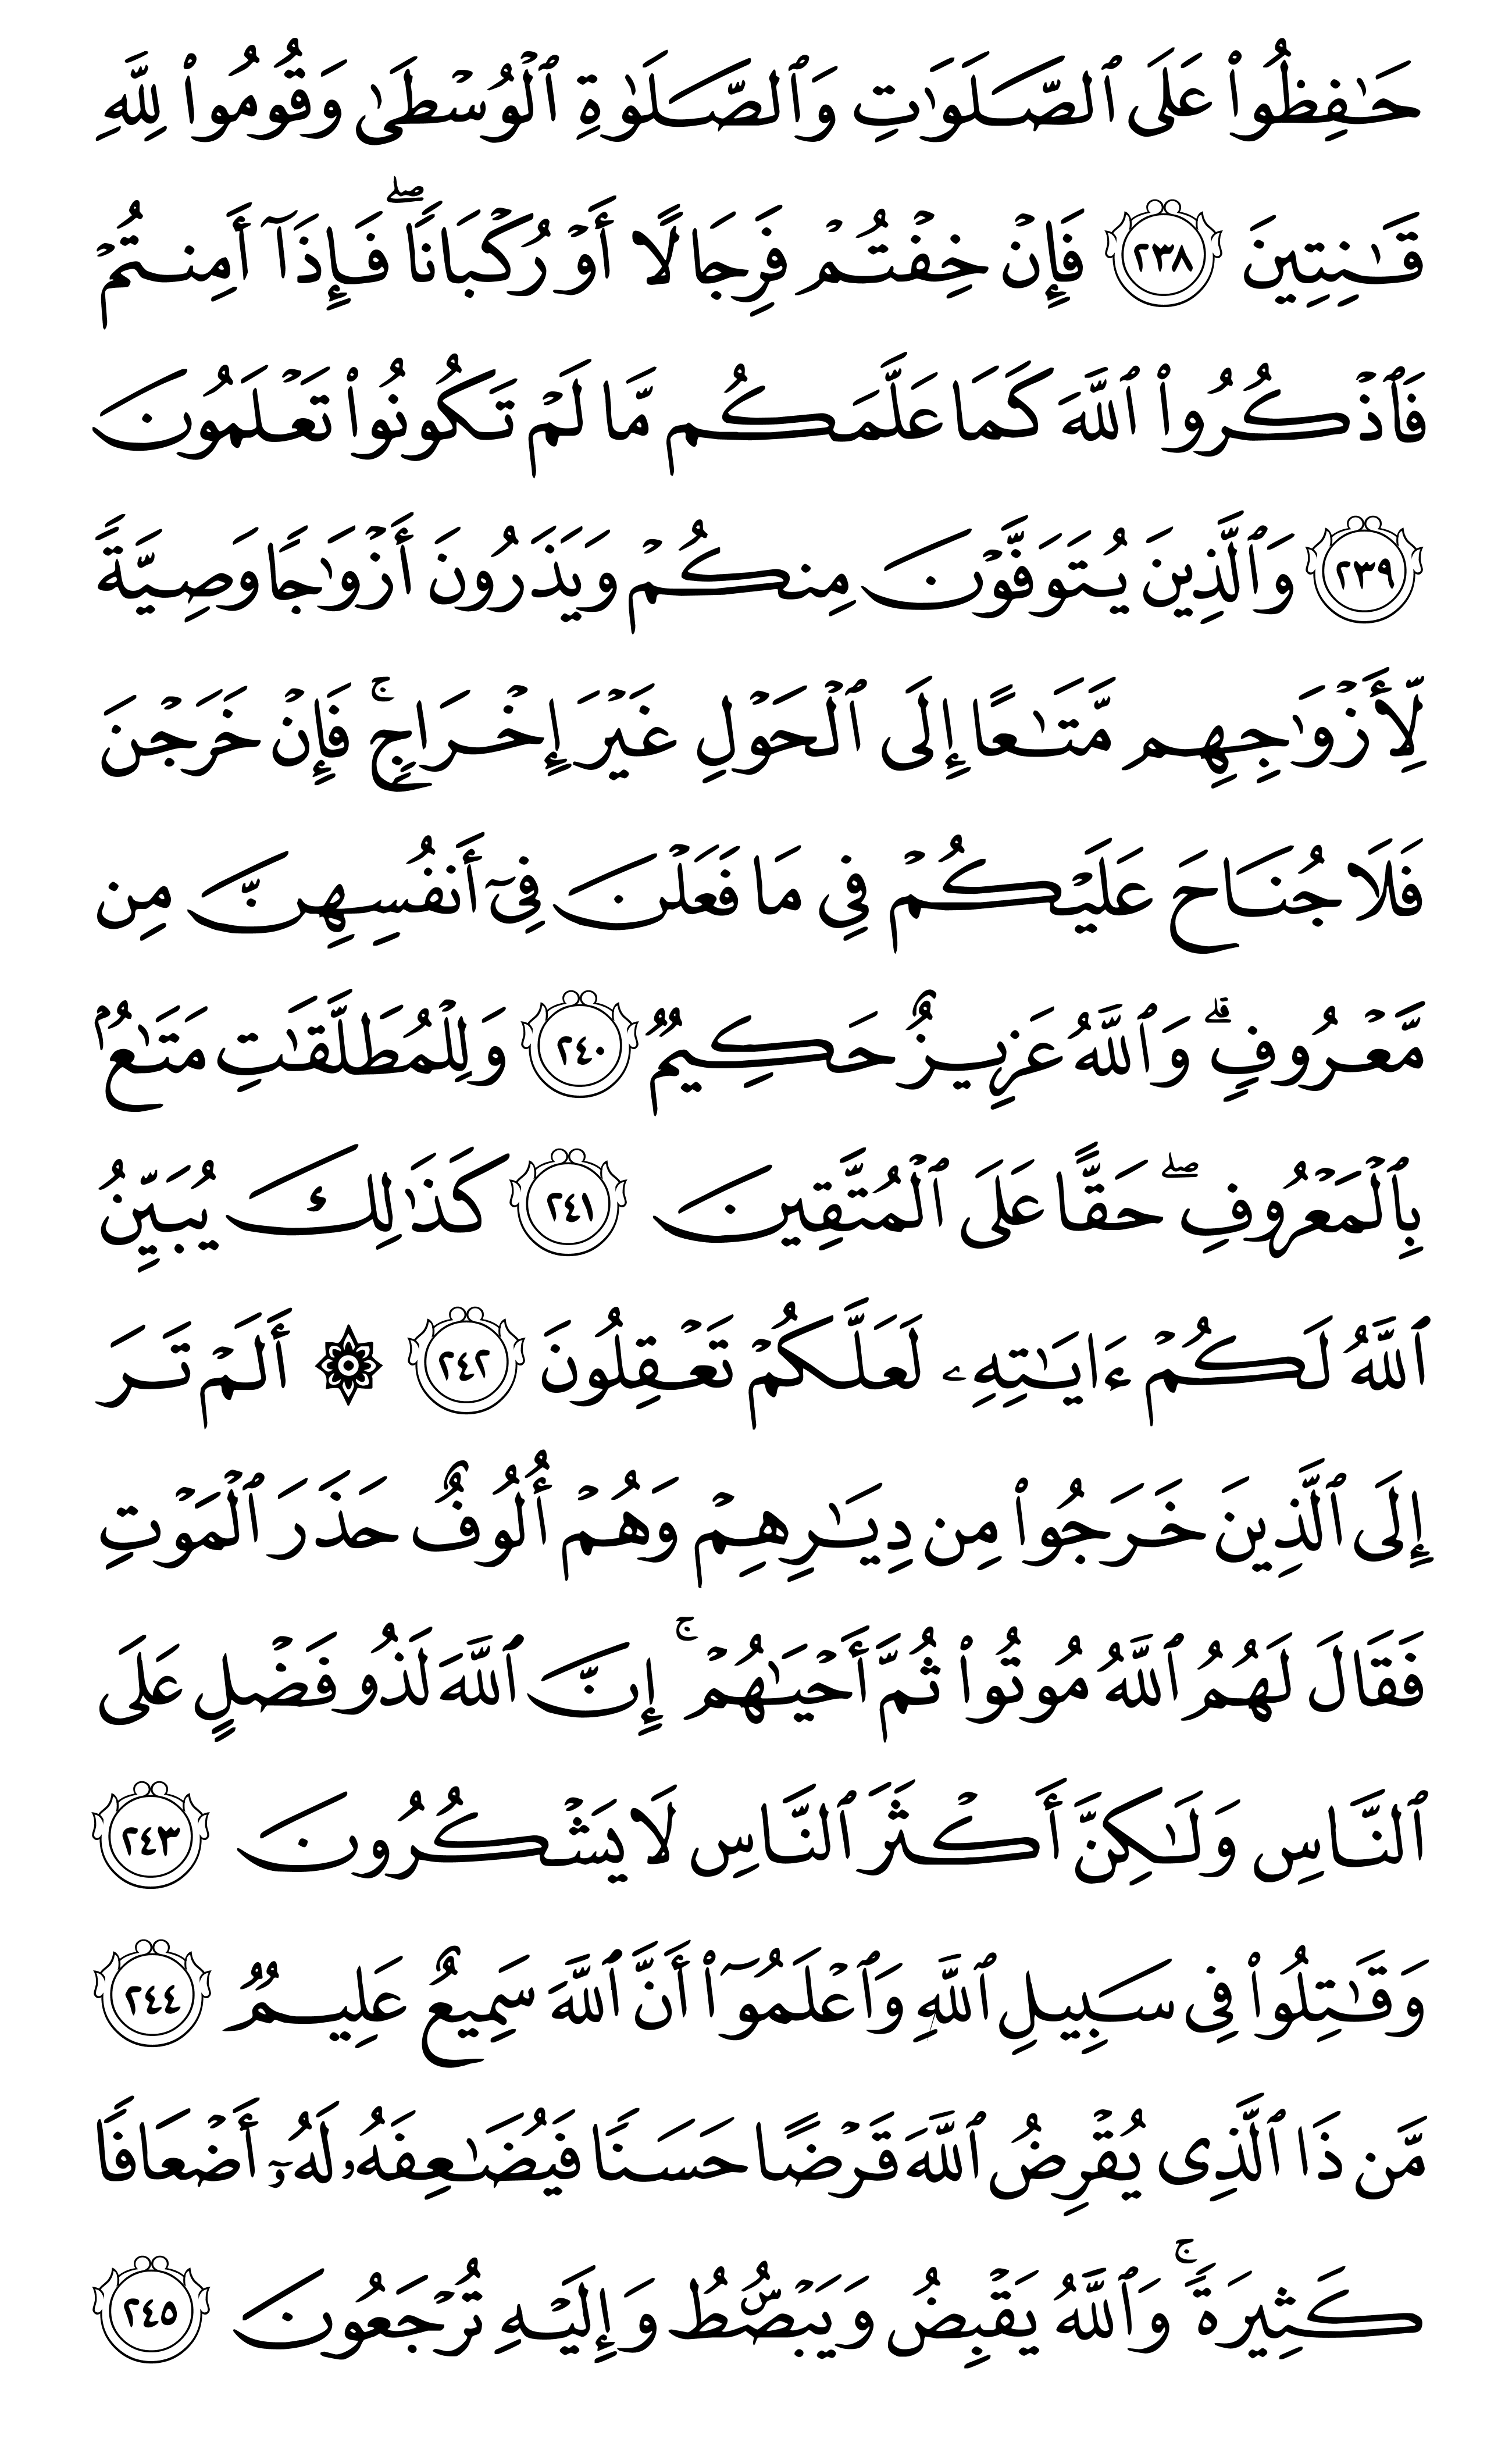 حَـٰفِظُوا۟ عَلَى ٱلصَّلَوَٰتِ وَٱلصَّلَوٰةِ ٱلْوُسْطَىٰ وَقُومُوا۟ لِلَّهِ
قَـٰنِتِينَ ٢٣٨ فَإِنْ خِفْتُمْ فَرِجَالًا أَوْ رُكْبَانًا ۖ فَإِذَآ أَمِنتُمْ
فَٱذْكُرُوا۟ ٱللَّهَ كَمَا عَلَّمَكُم مَّا لَمْ تَكُونُوا۟ تَعْلَمُونَ
٢٣٩ وَٱلَّذِينَ يُتَوَفَّوْنَ مِنكُمْ وَيَذَرُونَ أَزْوَٰجًا وَصِيَّةً
لِّأَزْوَٰجِهِم مَّتَـٰعًا إِلَى ٱلْحَوْلِ غَيْرَ إِخْرَاجٍ ۚ فَإِنْ خَرَجْنَ
فَلَا جُنَاحَ عَلَيْكُمْ فِى مَا فَعَلْنَ فِىٓ أَنفُسِهِنَّ مِن
مَّعْرُوفٍ ۗ وَٱللَّهُ عَزِيزٌ حَكِيمٌ ٢٤٠ وَلِلْمُطَلَّقَـٰتِ مَتَـٰعٌۢ
بِٱلْمَعْرُوفِ ۖ حَقًّا عَلَى ٱلْمُتَّقِينَ ٢٤١ كَذَٰلِكَ يُبَيِّنُ
ٱللَّهُ لَكُمْ ءَايَـٰتِهِۦ لَعَلَّكُمْ تَعْقِلُونَ ٢٤٢ ۞ أَلَمْ تَرَ
إِلَى ٱلَّذِينَ خَرَجُوا۟ مِن دِيَـٰرِهِمْ وَهُمْ أُلُوفٌ حَذَرَ ٱلْمَوْتِ
فَقَالَ لَهُمُ ٱللَّهُ مُوتُوا۟ ثُمَّ أَحْيَـٰهُمْ ۚ إِنَّ ٱللَّهَ لَذُو فَضْلٍ عَلَى
ٱلنَّاسِ وَلَـٰكِنَّ أَكْثَرَ ٱلنَّاسِ لَا يَشْكُرُونَ ٢٤٣
وَقَـٰتِلُوا۟ فِى سَبِيلِ ٱللَّهِ وَٱعْلَمُوٓا۟ أَنَّ ٱللَّهَ سَمِيعٌ عَلِيمٌ ٢٤٤
مَّن ذَا ٱلَّذِى يُقْرِضُ ٱللَّهَ قَرْضًا حَسَنًا فَيُضَـٰعِفَهُۥ لَهُۥٓ أَضْعَافًا
كَثِيرَةً ۚ وَٱللَّهُ يَقْبِضُ وَيَبْصُۜطُ وَإِلَيْهِ تُرْجَعُونَ ٢٤٥